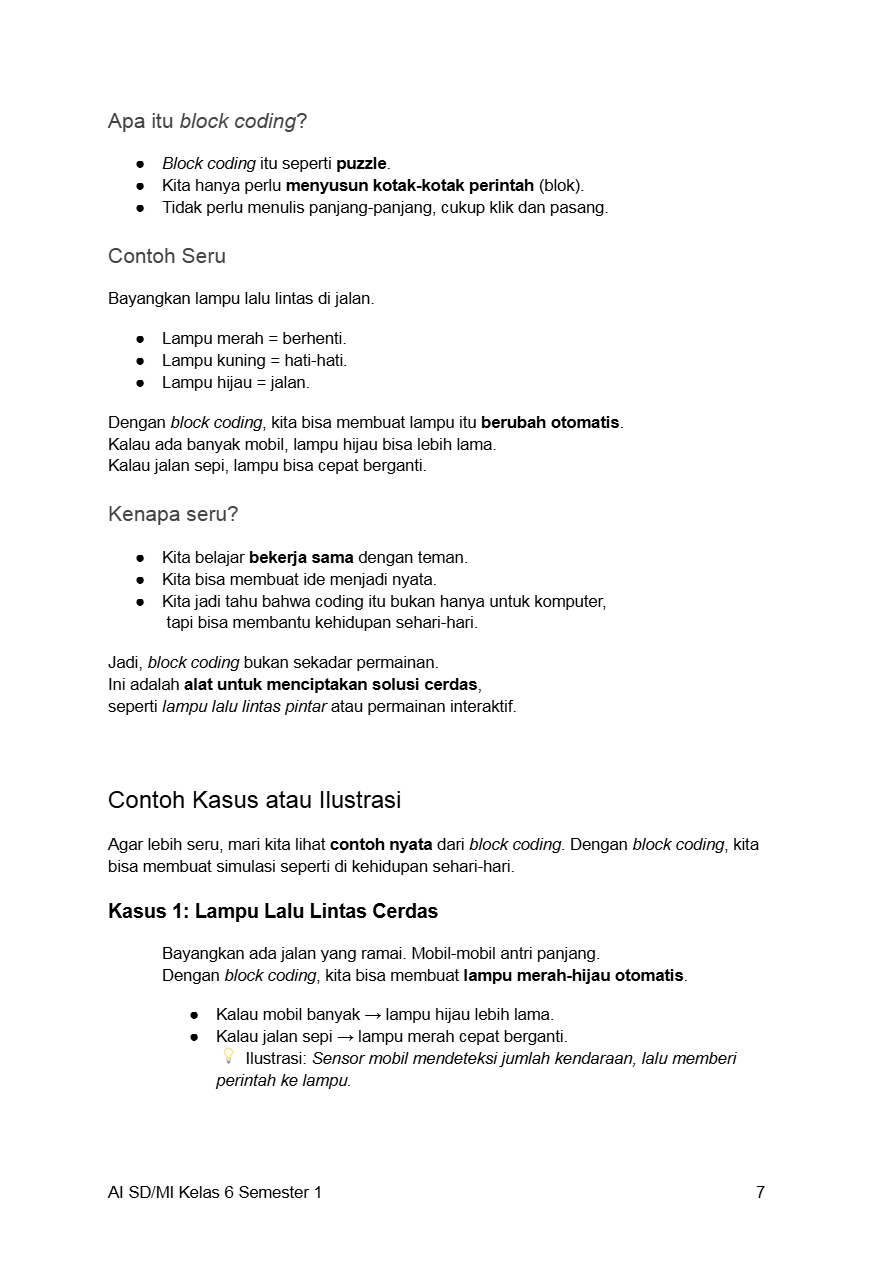 Apa itu block coding?
● Block coding itu seperti puzzle.
● Kita hanya perlu menyusun kotak-kotak perintah (blok).
● Tidak perlu menulis panjang-panjang, cukup klik dan pasang.
Contoh Seru
Bayangkan lampu lalu lintas di jalan.
● Lampu merah = berhenti.
● Lampu kuning = hati-hati.
● Lampu hijau = jalan.
Dengan block coding, kita bisa membuat lampu itu berubah otomatis.
Kalau ada banyak mobil, lampu hijau bisa lebih lama.
Kalau jalan sepi, lampu bisa cepat berganti.
Kenapa seru?
● Kita belajar bekerja sama dengan teman.
● Kita bisa membuat ide menjadi nyata.
● Kita jadi tahu bahwa coding itu bukan hanya untuk komputer,
tapi bisa membantu kehidupan sehari-hari.
Jadi, block coding bukan sekadar permainan.
Ini adalah alat untuk menciptakan solusi cerdas,
seperti lampu lalu lintas pintar atau permainan interaktif.
Contoh Kasus atau Ilustrasi
Agar lebih seru, mari kita lihat contoh nyata dari block coding. Dengan block coding, kita
bisa membuat simulasi seperti di kehidupan sehari-hari.
Kasus 1: Lampu Lalu Lintas Cerdas
Bayangkan ada jalan yang ramai. Mobil-mobil antri panjang.
Dengan block coding, kita bisa membuat lampu merah-hijau otomatis.
● Kalau mobil banyak → lampu hijau lebih lama.
● Kalau jalan sepi → lampu merah cepat berganti.
💡 Ilustrasi: Sensor mobil mendeteksi jumlah kendaraan, lalu memberi
perintah ke lampu.
AI SD/MI Kelas 6 Semester 1 7